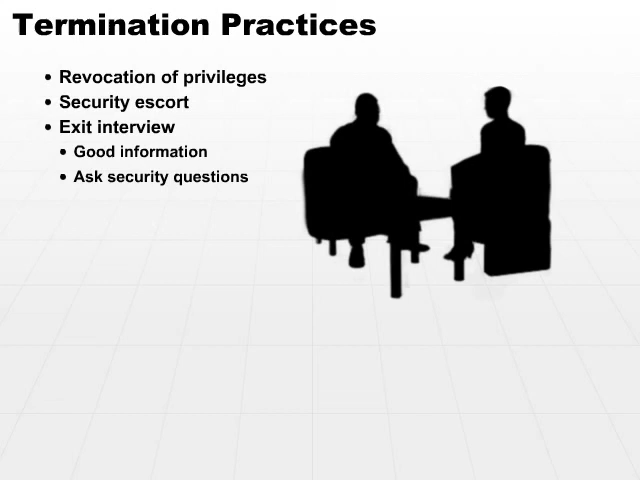 Termination Practices
• Revocation of privileges
• Security escort
• Exit interview
• Good information
• Ask security questions